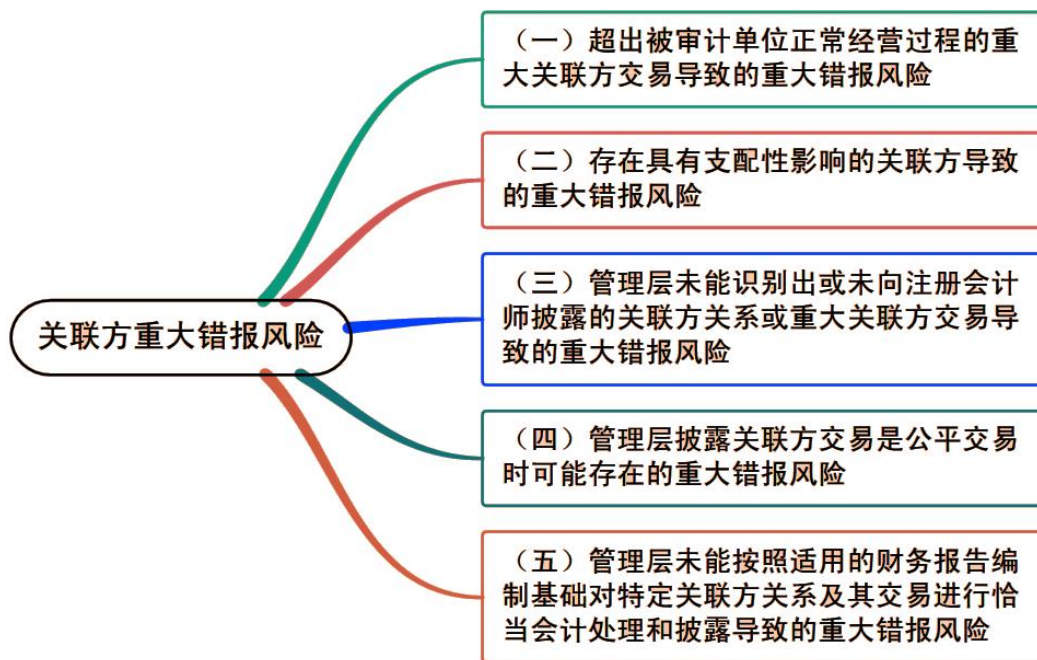 （一）超出被审计单位正常经营过程的重
大关联方交易导致的重大错报风险
（二）存在具有支配性影响的关联方导致
的重大错报风险
（三）管理层未能识别出或未向注册会计
师披露的关联方关系或重大关联方交易导
致的重大错报风险
关联方重大错报风险
（四）管理层披露关联方交易是公平交易
时可能存在的重大错报风险
（五）管理层未能按照适用的财务报告编
制基础对特定关联方关系及其交易进行恰
当会计处理和披露导致的重大错报风险